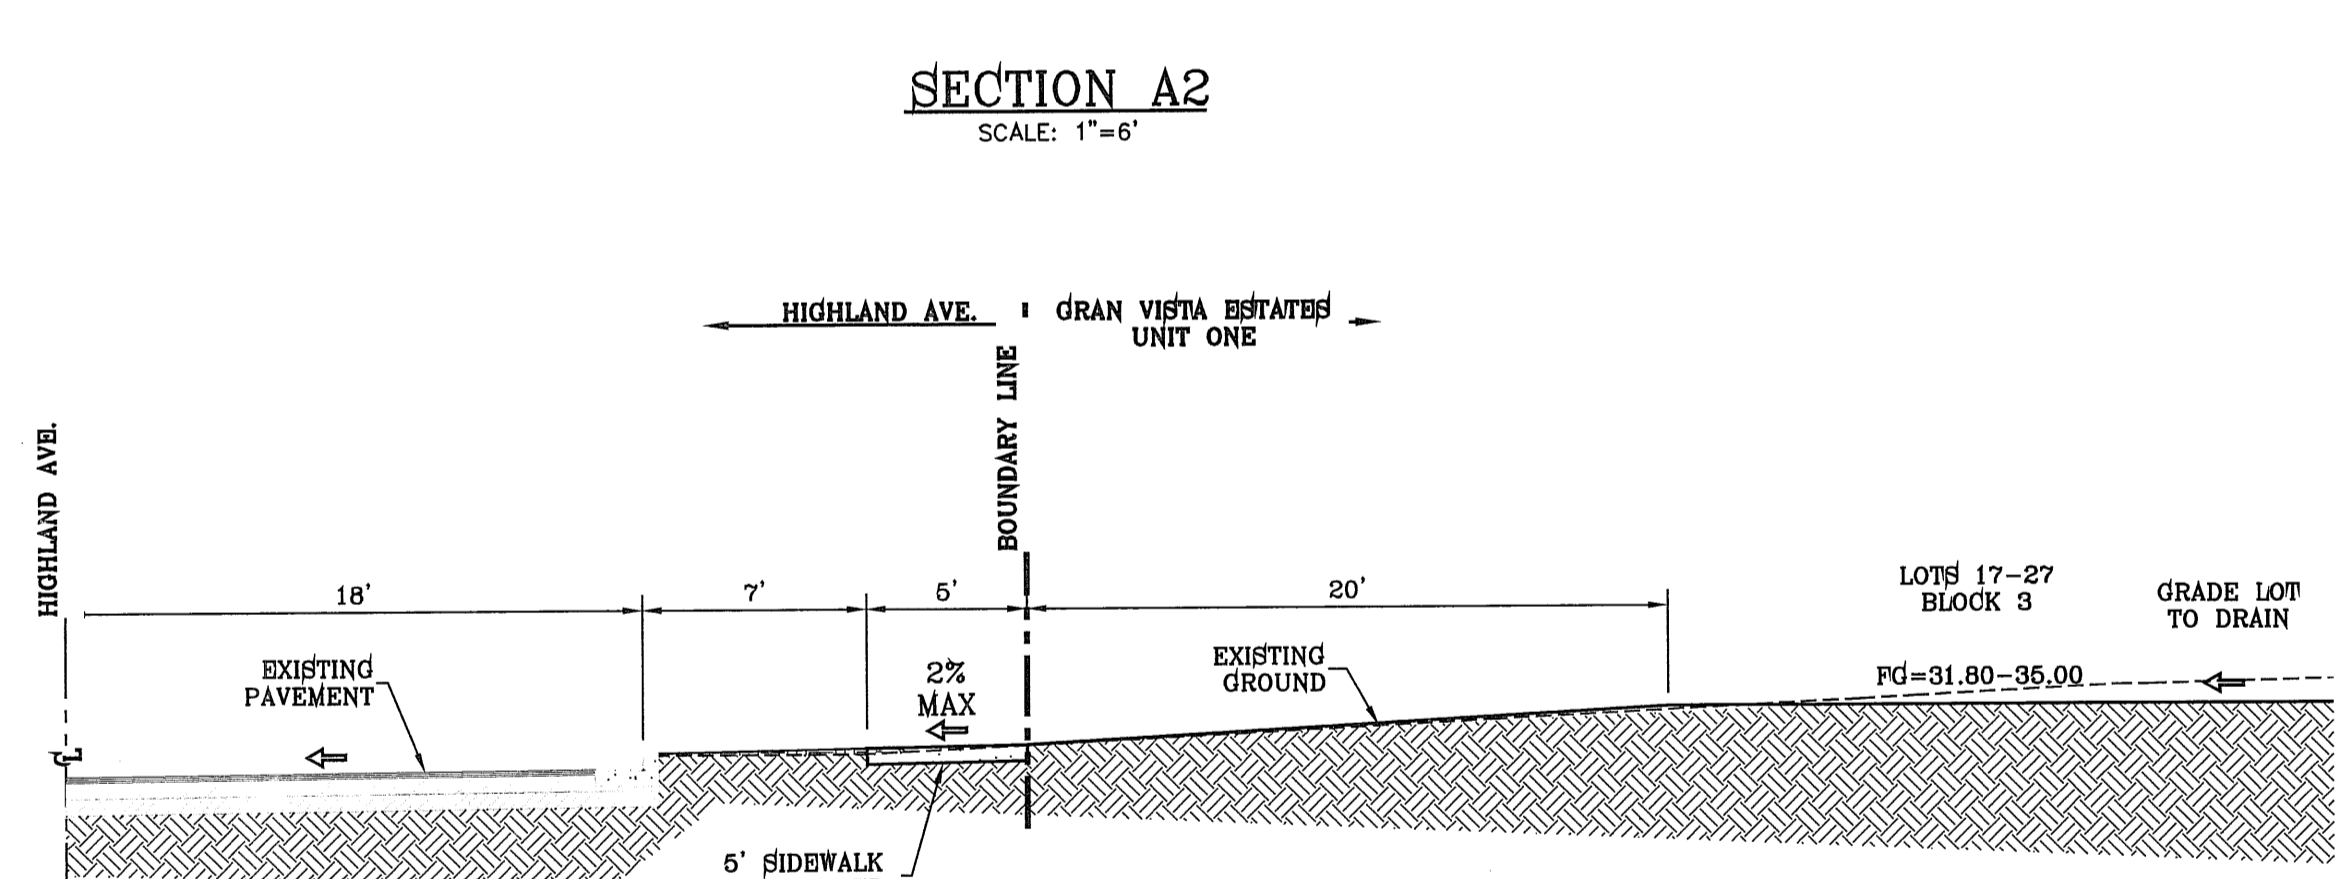 SECTION A2
SCALE: 1"=6'
HIGHLAND AVE.
GRAN VISTA ESTATES
UNIT ONE
BOUNDARY LINE
HIGHLAND AVE.
18'
7'
5'
20'
LOTS 17-27
BLOCK 3
GRADE LOT
TO DRAIN
EXISTING
PAVEMENT
2%
MAX
EXISTING
GROUND
FG=31.80-35.00
CL
5' SIDEWALK